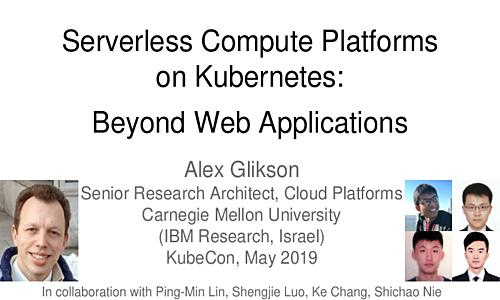 Serverless Compute Platforms
on Kubernetes:
Beyond Web Applications
Alex Glikson
Senior Research Architect, Cloud Platforms
Carnegie Mellon University
(IBM Research, Israel)
KubeCon, May 2019
In collaboration with Ping-Min Lin, Shengjie Luo, Ke Chang, Shichao Nie